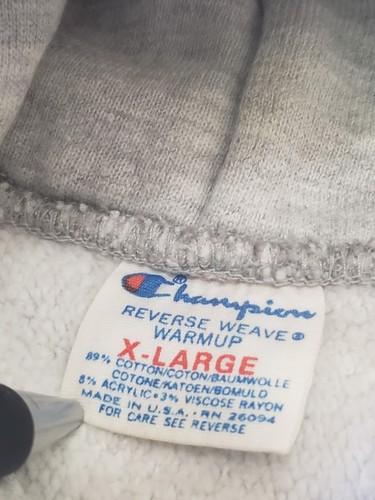 Champion®
REVERSE WEAVE®
WARMUP
X-LARGE
89% COTTON/COTON/BAUMWOLLE
COTONE/KATOEN/BOMULD
8% ACRYLIC • 3% VISCOSE RAYON
MADE IN U.S.A. • RN 26094
FOR CARE SEE REVERSE